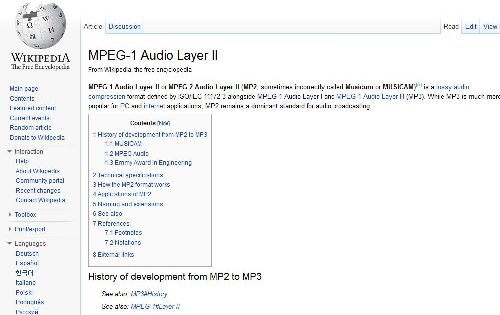 WIKIPEDIA
The Free Encyclopedia
Main page
Contents
Featured content
Current events
Random article
Donate to Wikipedia
Interaction
Help
About Wikipedia
Community portal
Recent changes
Contact Wikipedia
Toolbox
Print/export
Languages
Deutsch
Español
한국어
Italiano
Polski
Português
Русский
Article Discussion Read Edit View
MPEG-1 Audio Layer II
From Wikipedia, the free encyclopedia
MPEG-1 Audio Layer II or MPEG-2 Audio Layer II (MP2, sometimes incorrectly called Musicam or MUSICAM)[1] is a lossy audio
compression format defined by ISO/IEC 11172-3 alongside MPEG-1 Audio Layer I and MPEG-1 Audio Layer III (MP3). While MP3 is much more
popular for PC and internet applications, MP2 remains a dominant standard for audio broadcasting.
Contents [hide]
1 History of development from MP2 to MP3
1.1 MUSICAM
1.2 MPEG Audio
1.3 Emmy Award in Engineering
2 Technical specifications
3 How the MP2 format works
4 Applications of MP2
5 Naming and extensions
6 See also
7 References
7.1 Footnotes
7.2 Notations
8 External links
History of development from MP2 to MP3
See also: MP3#History
See also: MPEG-1#Layer II